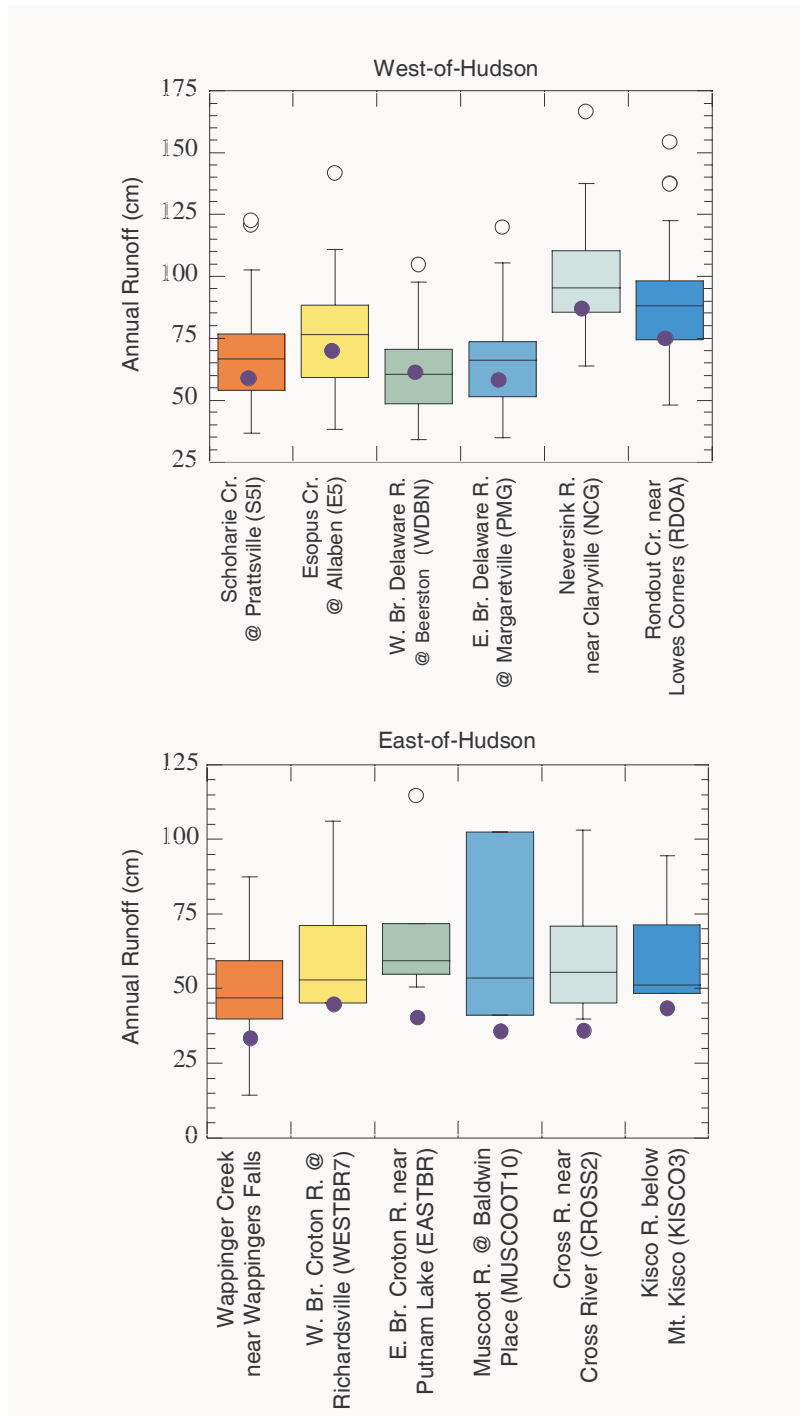 West-of-Hudson
Annual Runoff (cm)
175
150
125
100
75
50
25
Schoharie Cr.
@ Prattsville (S5I)
Esopus Cr.
@ Allaben (E5)
W. Br. Delaware R.
@ Beerston (WDBN)
E. Br. Delaware R.
@ Margaretville (PMG)
Neversink R.
near Claryville (NCG)
Rondout Cr. near
Lowes Corners (RDOA)
East-of-Hudson
Annual Runoff (cm)
125
100
75
50
25
0
Wappinger Creek
near Wappingers Falls
W. Br. Croton R. @
Richardsville (WESTBR7)
E. Br. Croton R. near
Putnam Lake (EASTBR)
Muscoot R. @ Baldwin
Place (MUSCOOT10)
Cross R. near
Cross River (CROSS2)
Kisco R. below
Mt. Kisco (KISCO3)